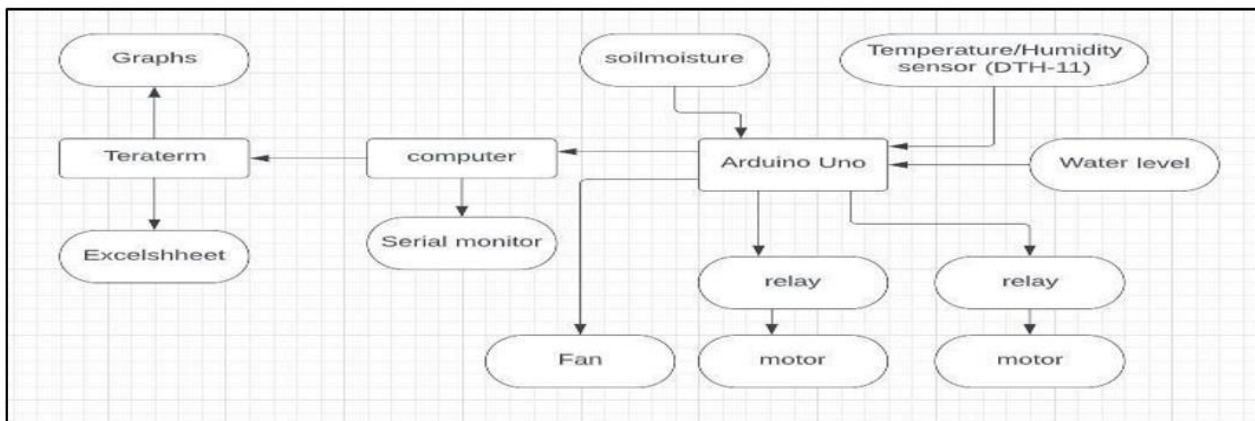 Graphs
soilmoisture
Temperature/Humidity
sensor (DTH-11)
Teraterm
computer
Arduino Uno
Water level
Excelshheet
Serial monitor
relay
relay
Fan
motor
motor